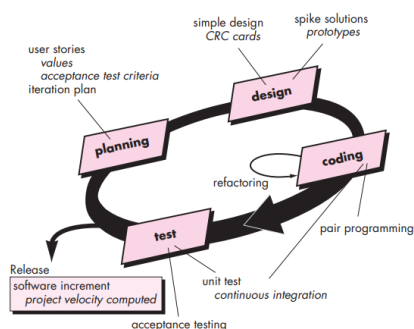 simple design
CRC cards
spike solutions
prototypes
user stories
values
acceptance test criteria
iteration plan
design
planning
coding
refactoring
test
pair programming
Release
software increment
project velocity computed
unit test
continuous integration
acceptance testing